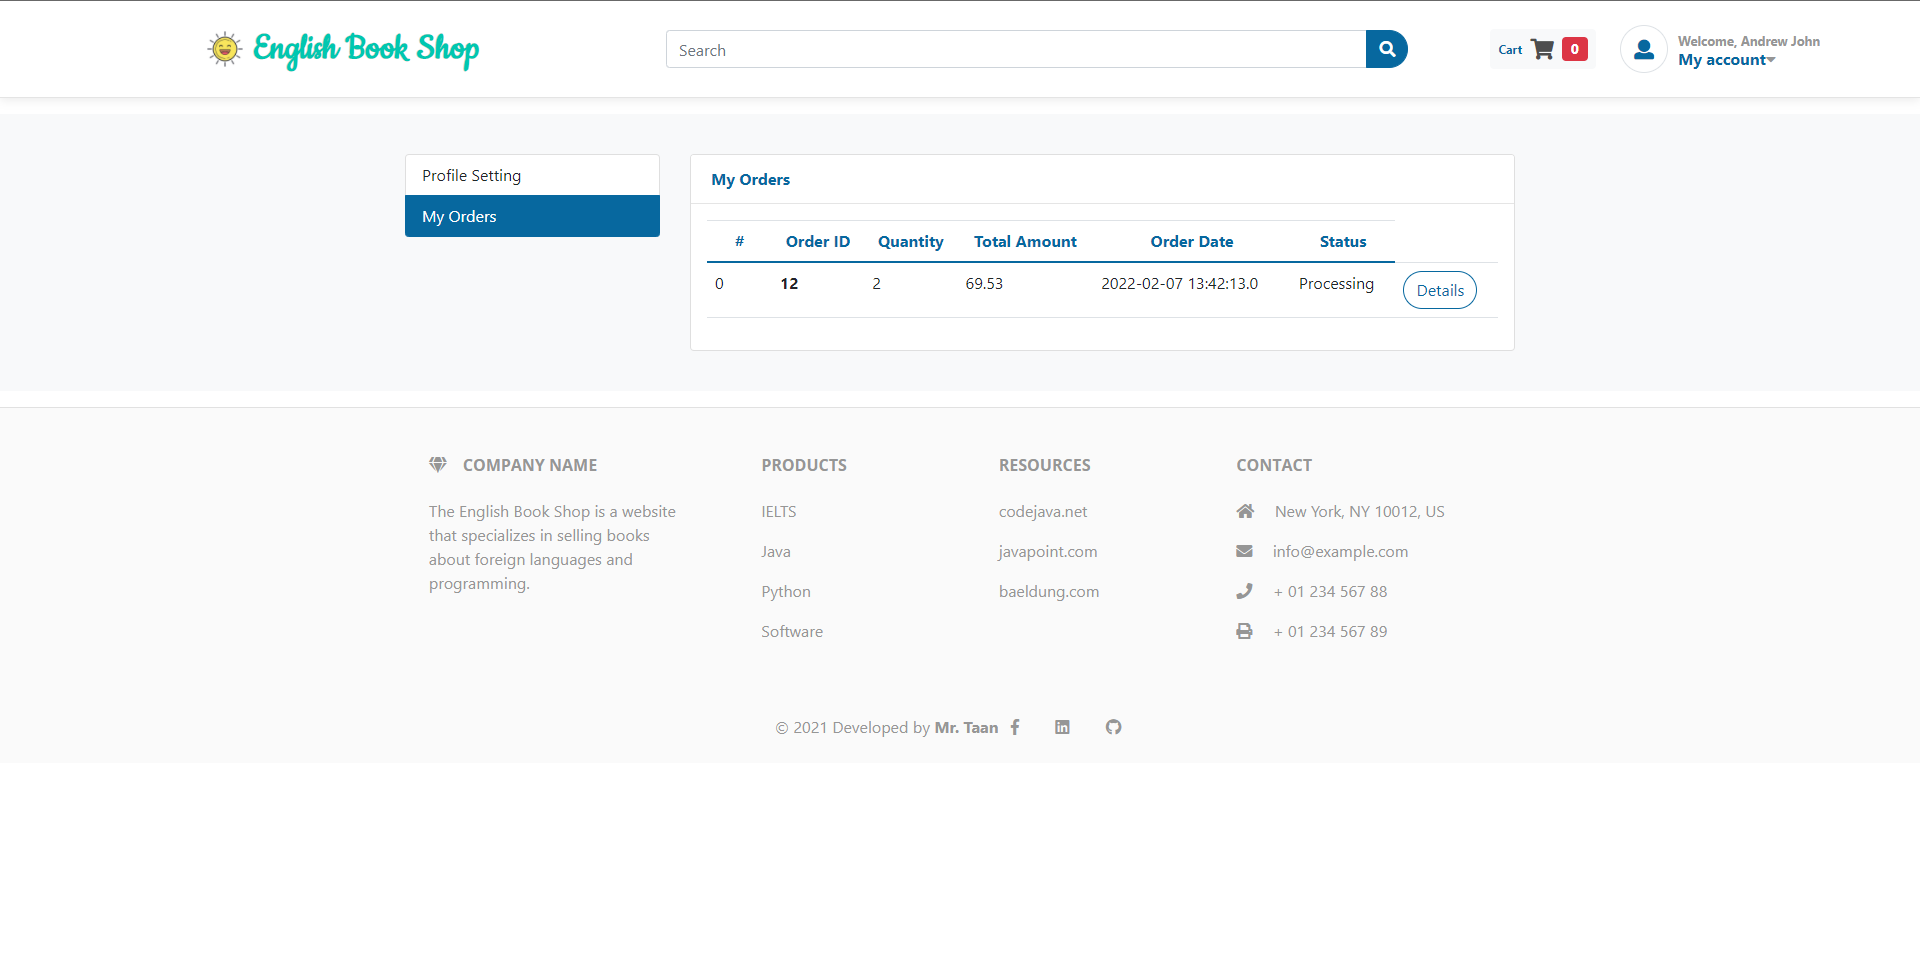 English Book Shop
Search
Cart 0
Welcome, Andrew John
My account
Profile Setting
My Orders
My Orders
# Order ID Quantity Total Amount Order Date Status
0 12 2 69.53 2022-02-07 13:42:13.0 Processing Details
COMPANY NAME
The English Book Shop is a website
that specializes in selling books
about foreign languages and
programming.
PRODUCTS
IELTS
Java
Python
Software
RESOURCES
codejava.net
javapoint.com
baeldung.com
CONTACT
New York, NY 10012, US
info@example.com
+ 01 234 567 88
+ 01 234 567 89
© 2021 Developed by Mr. Taan